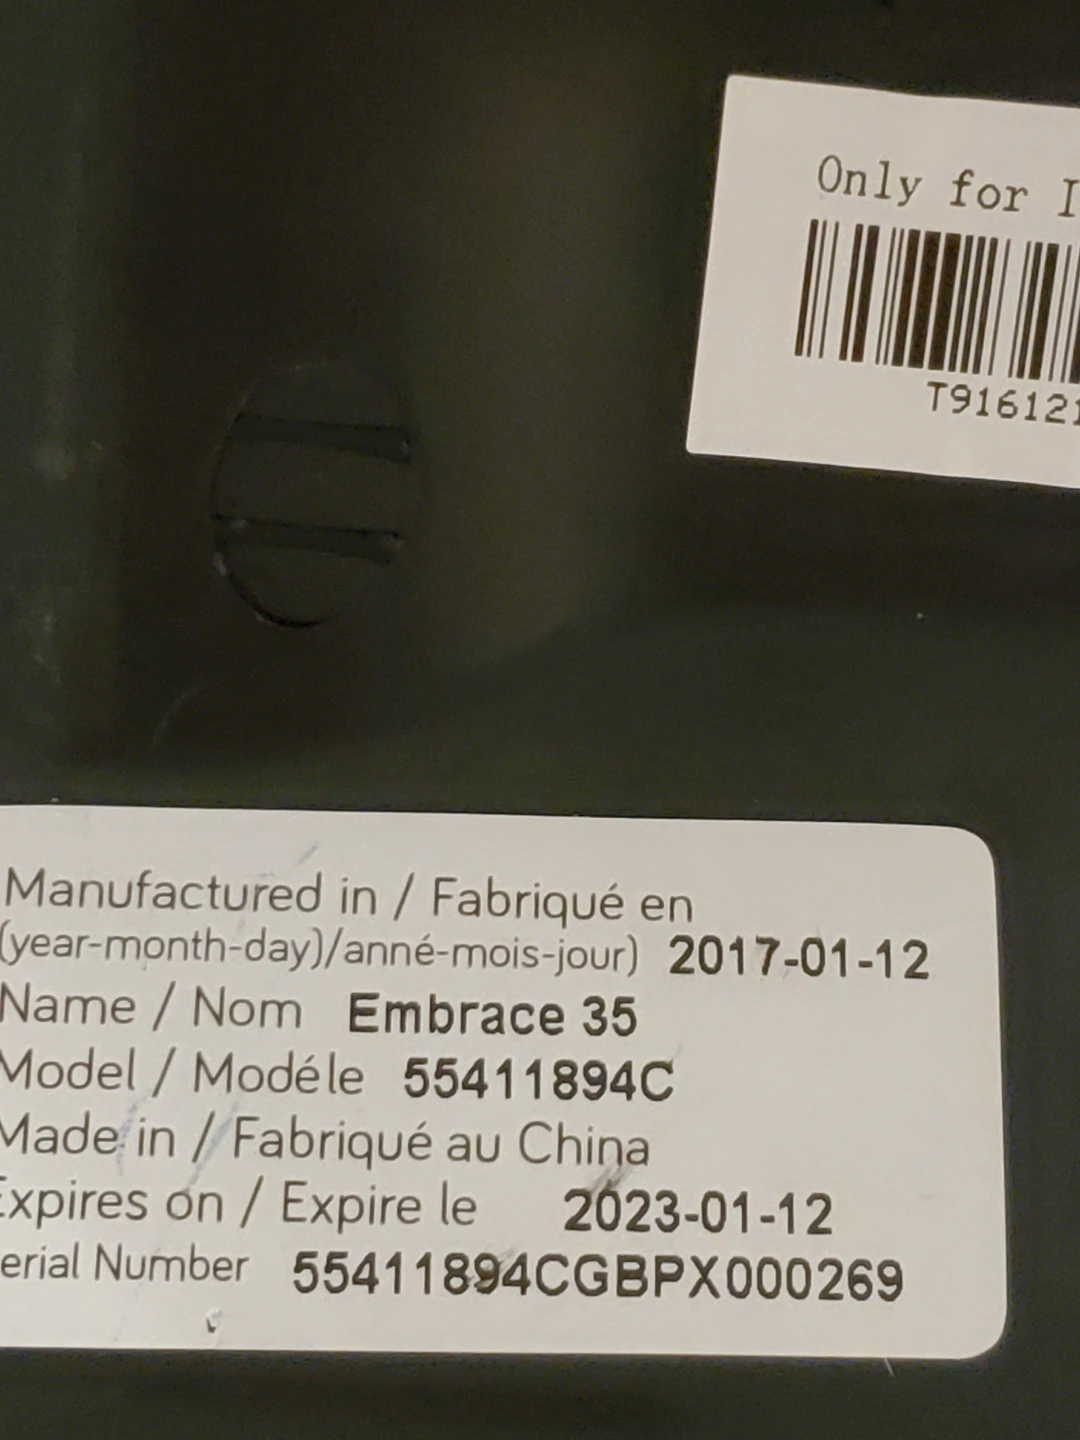 Only for I
T916121
Manufactured in / Fabriqué en
(year-month-day)/anné-mois-jour) 2017-01-12
Name / Nom Embrace 35
Model / Modéle 55411894C
Made in / Fabriqué au China
Expires on / Expire le 2023-01-12
erial Number 55411894CGBPX000269